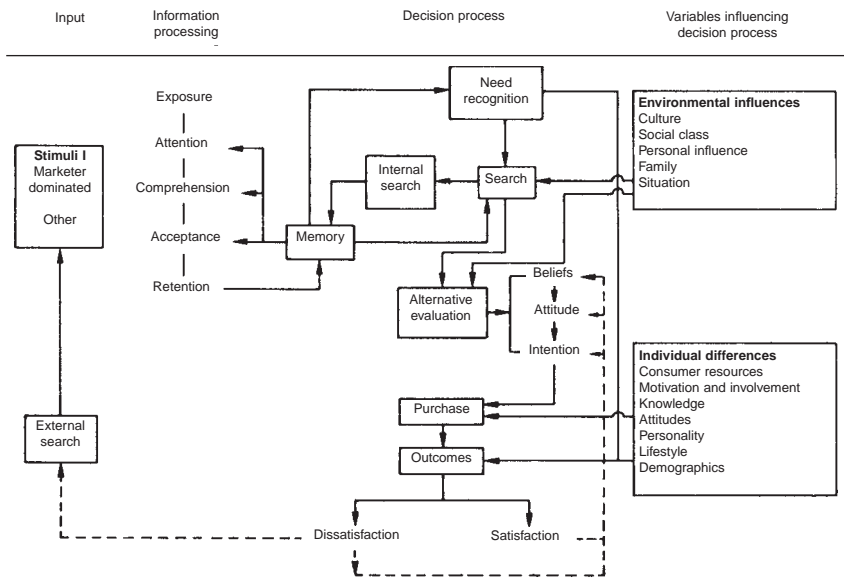 Input
Information
processing
Decision process
Variables influencing
decision process
Exposure
Attention
Comprehension
Acceptance
Retention
Stimuli I
Marketer
dominated
Other
External
search
Need
recognition
Internal
search
Search
Memory
Alternative
evaluation
Beliefs
Attitude
Intention
Purchase
Outcomes
Dissatisfaction
Satisfaction
Environmental influences
Culture
Social class
Personal influence
Family
Situation
Individual differences
Consumer resources
Motivation and involvement
Knowledge
Attitudes
Personality
Lifestyle
Demographics